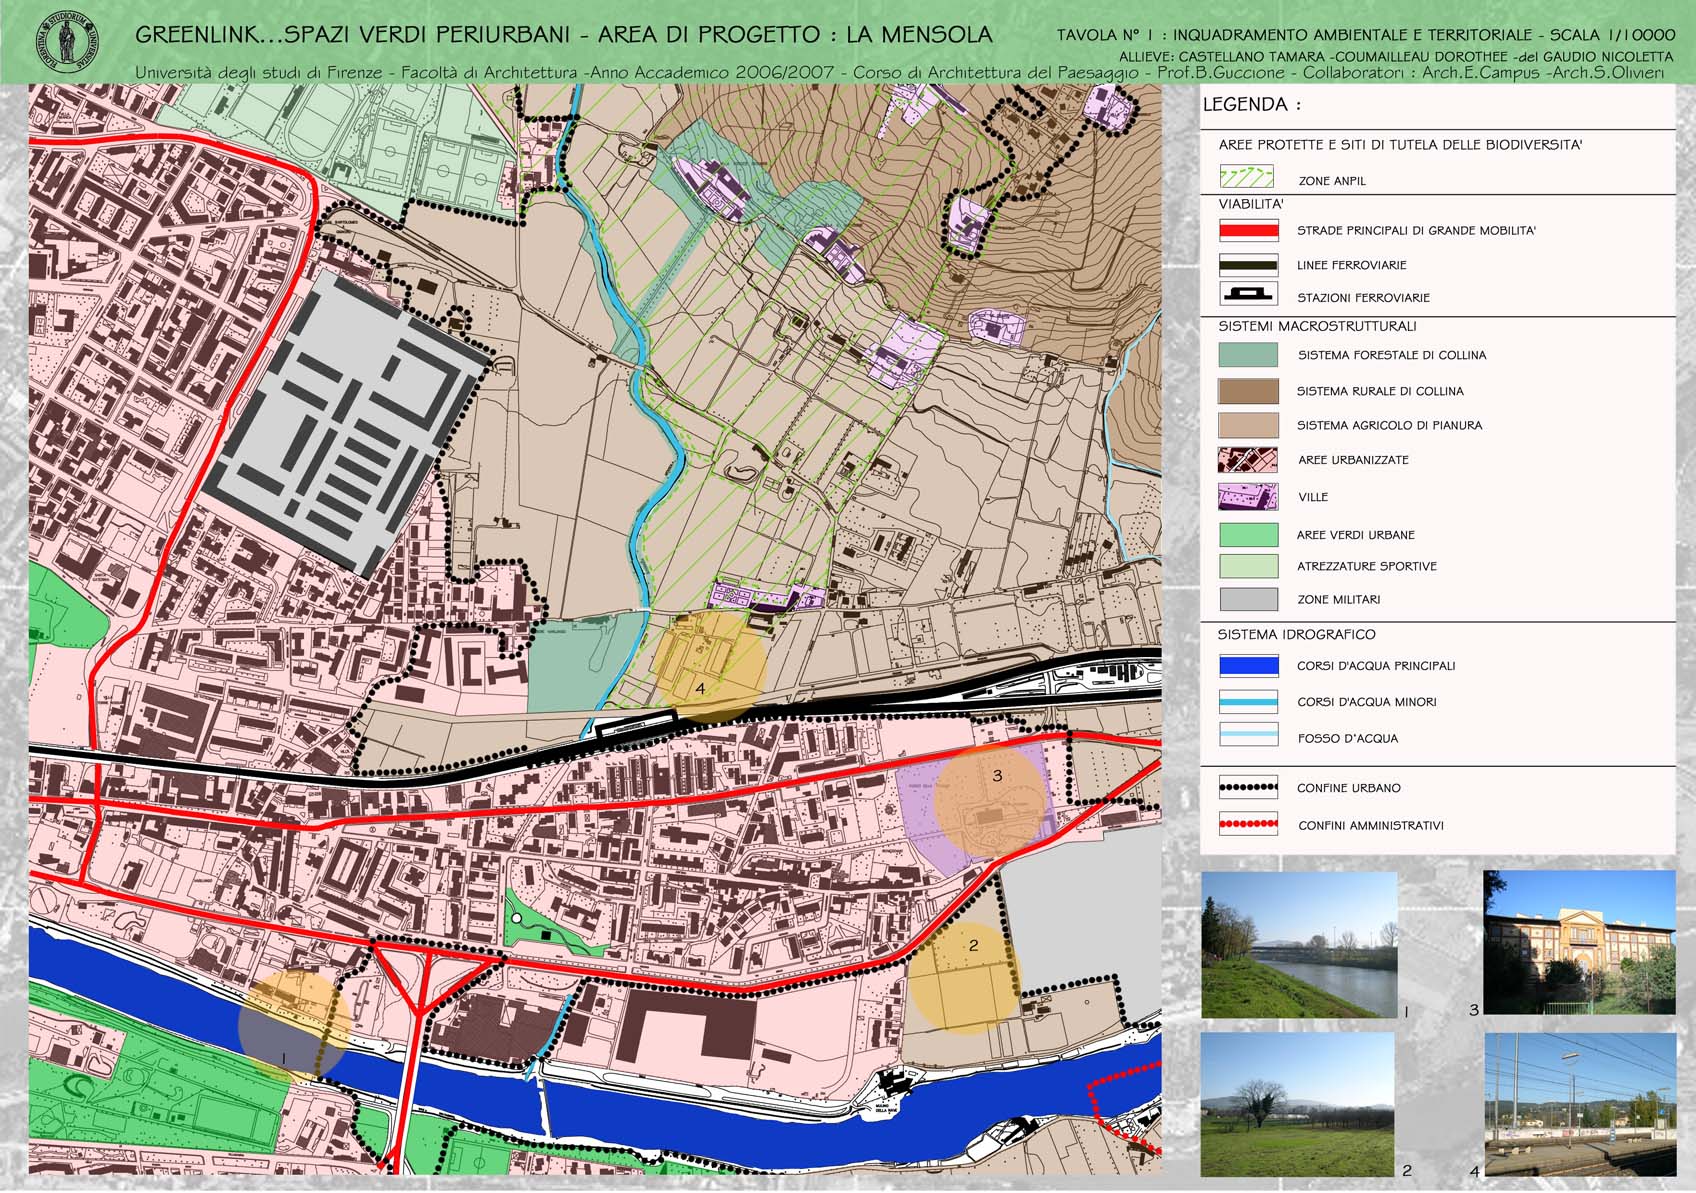 GREENLINK...SPAZI VERDI PERIURBANI - AREA DI PROGETTO : LA MENSOLA
TAVOLA N° 1 : INQUADRAMENTO AMBIENTALE E TERRITORIALE - SCALA 1/10000
ALLIEVE: CASTELLANO TAMARA -COUMAILLEAU DOROTHEE -del GAUDIO NICOLETTA
Università degli studi di Firenze - Facoltà di Architettura -Anno Accademico 2006/2007 - Corso di Architettura del Paesaggio - Prof.B.Guccione - Collaboratori : Arch.E.Campus -Arch.S.Olivieri
LEGENDA :
AREE PROTETTE E SITI DI TUTELA DELLE BIODIVERSITA'
ZONE ANPIL
VIABILITA'
STRADE PRINCIPALI DI GRANDE MOBILITA'
LINEE FERROVIARIE
STAZIONI FERROVIARIE
SISTEMI MACROSTRUTTURALI
SISTEMA FORESTALE DI COLLINA
SISTEMA RURALE DI COLLINA
SISTEMA AGRICOLO DI PIANURA
AREE URBANIZZATE
VILLE
AREE VERDI URBANE
ATREZZATURE SPORTIVE
ZONE MILITARI
SISTEMA IDROGRAFICO
CORSI D'ACQUA PRINCIPALI
CORSI D'ACQUA MINORI
FOSSO D'ACQUA
CONFINE URBANO
CONFINI AMMINISTRATIVI
4
3
2
1
MULINO
1
3
2
4